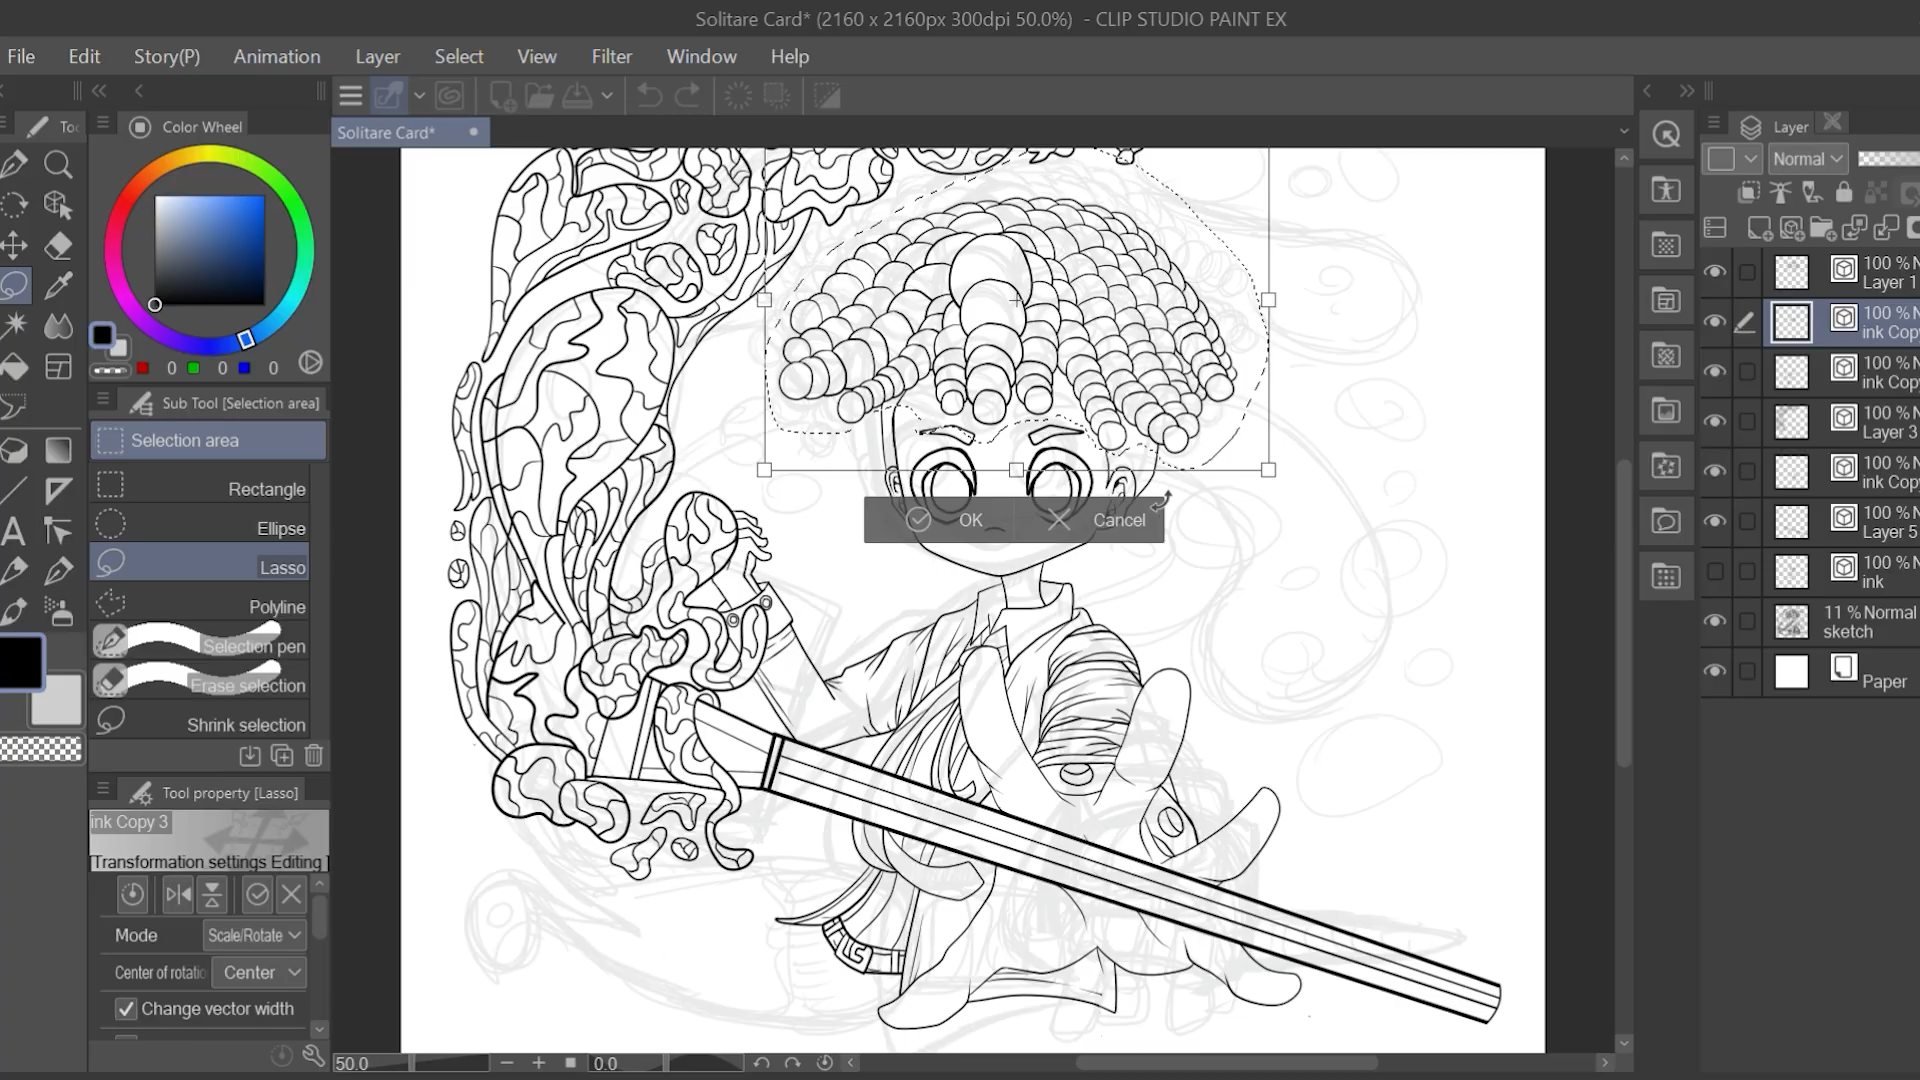 Solitare Card* (2160 x 2160px 300dpi 50.0%) - CLIP STUDIO PAINT EX
File Edit Story(P) Animation Layer Select View Filter Window Help
Color Wheel
Solitare Card*
Layer
Normal
0 0 0
Sub Tool [Selection area]
Selection area
Rectangle
Ellipse
Lasso
Polyline
Selection pen
Erase selection
Shrink selection
Tool property [Lasso]
ink Copy 3
[Transformation settings Editing ]
Mode Scale/Rotate
Center of rotatio Center
Change vector width
OK Cancel
50.0 0.0
100 % N
Layer 1
100 % N
ink Cop
100 % N
ink Copy
100 % N
Layer 3
100 % N
ink Cop
100 % N
Layer 5
100 % N
ink
11 % Normal
sketch
Paper